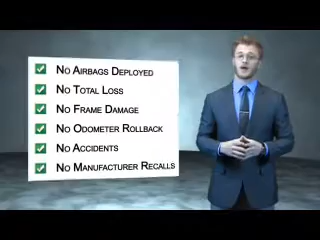 No Airbags Deployed
No Total Loss
No Frame Damage
No Odometer Rollback
No Accidents
No Manufacturer Recalls